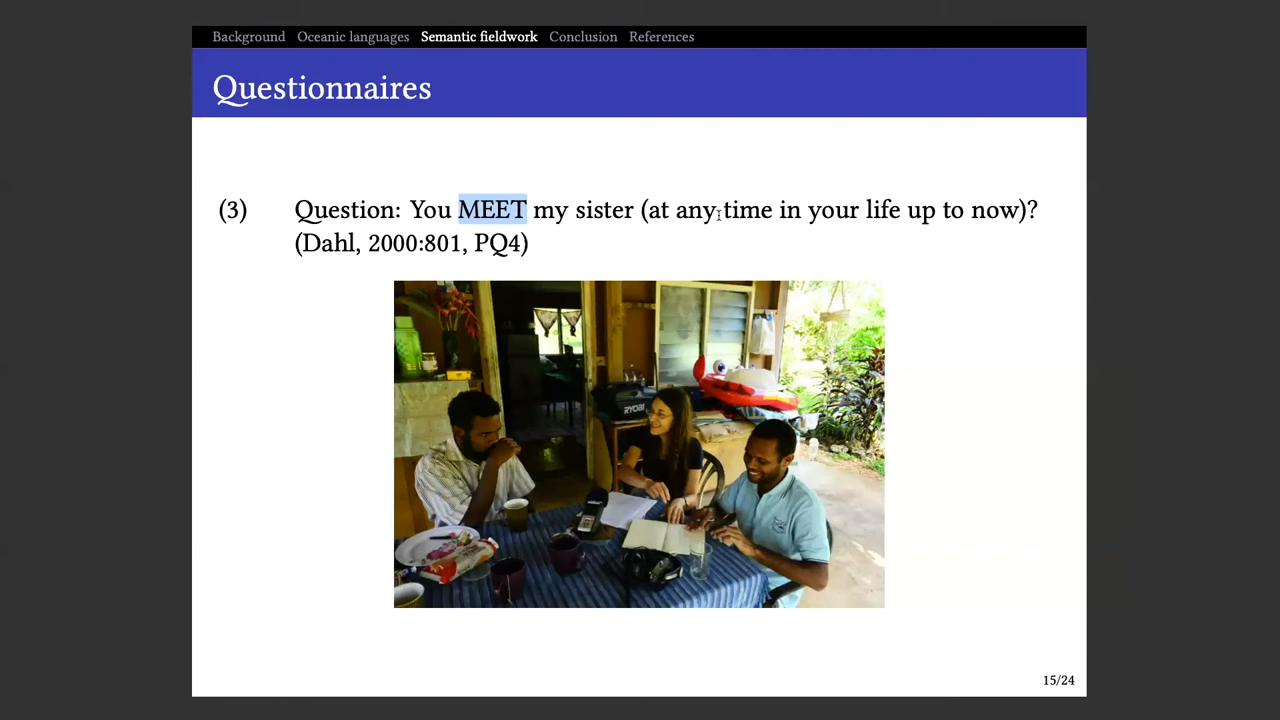 Background Oceanic languages Semantic fieldwork Conclusion References
Questionnaires
(3) Question: You MEET my sister (at any time in your life up to now)?
(Dahl, 2000:801, PQ4)
RYOBI
15/24